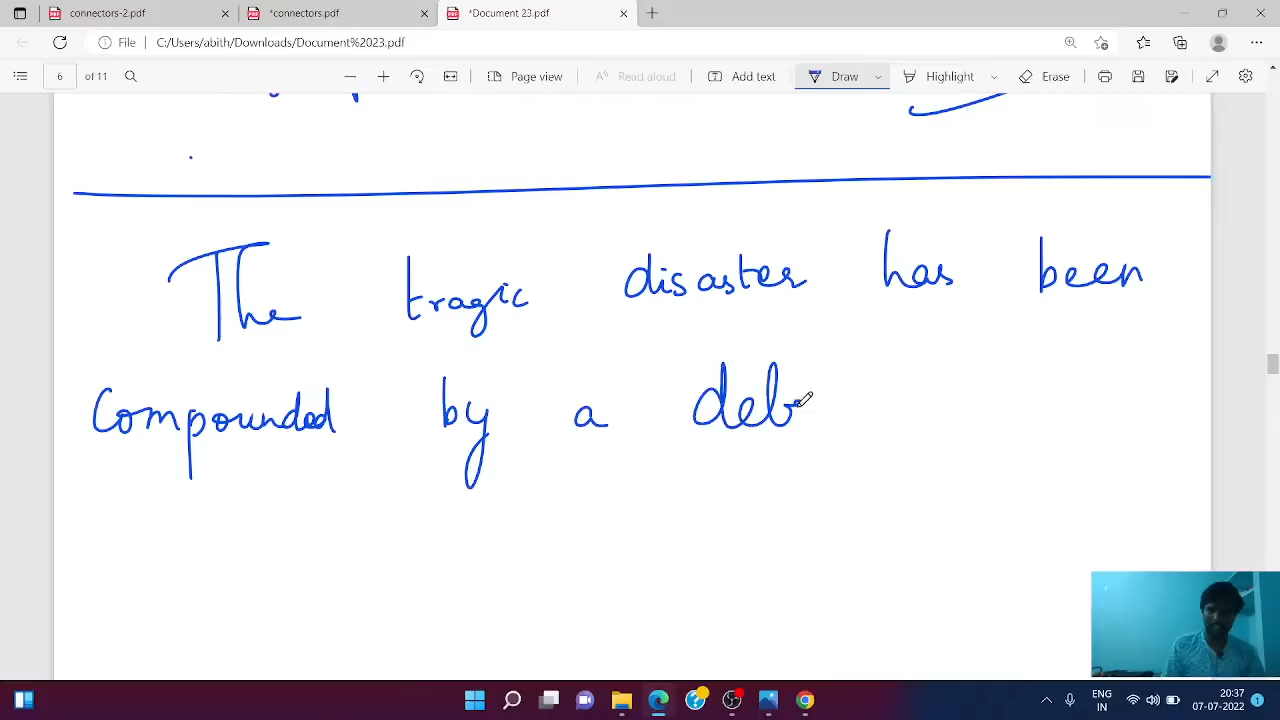 connectors-2.pdf
*connectors.pdf
*Document 23.pdf
File C:/Users/abith/Downloads/Document%2023.pdf
6 of 11 Page view Read aloud Add text Draw Highlight Erase
The tragic disaster has been
compounded by a deb
ENG
IN
20:37
07-07-2022
1